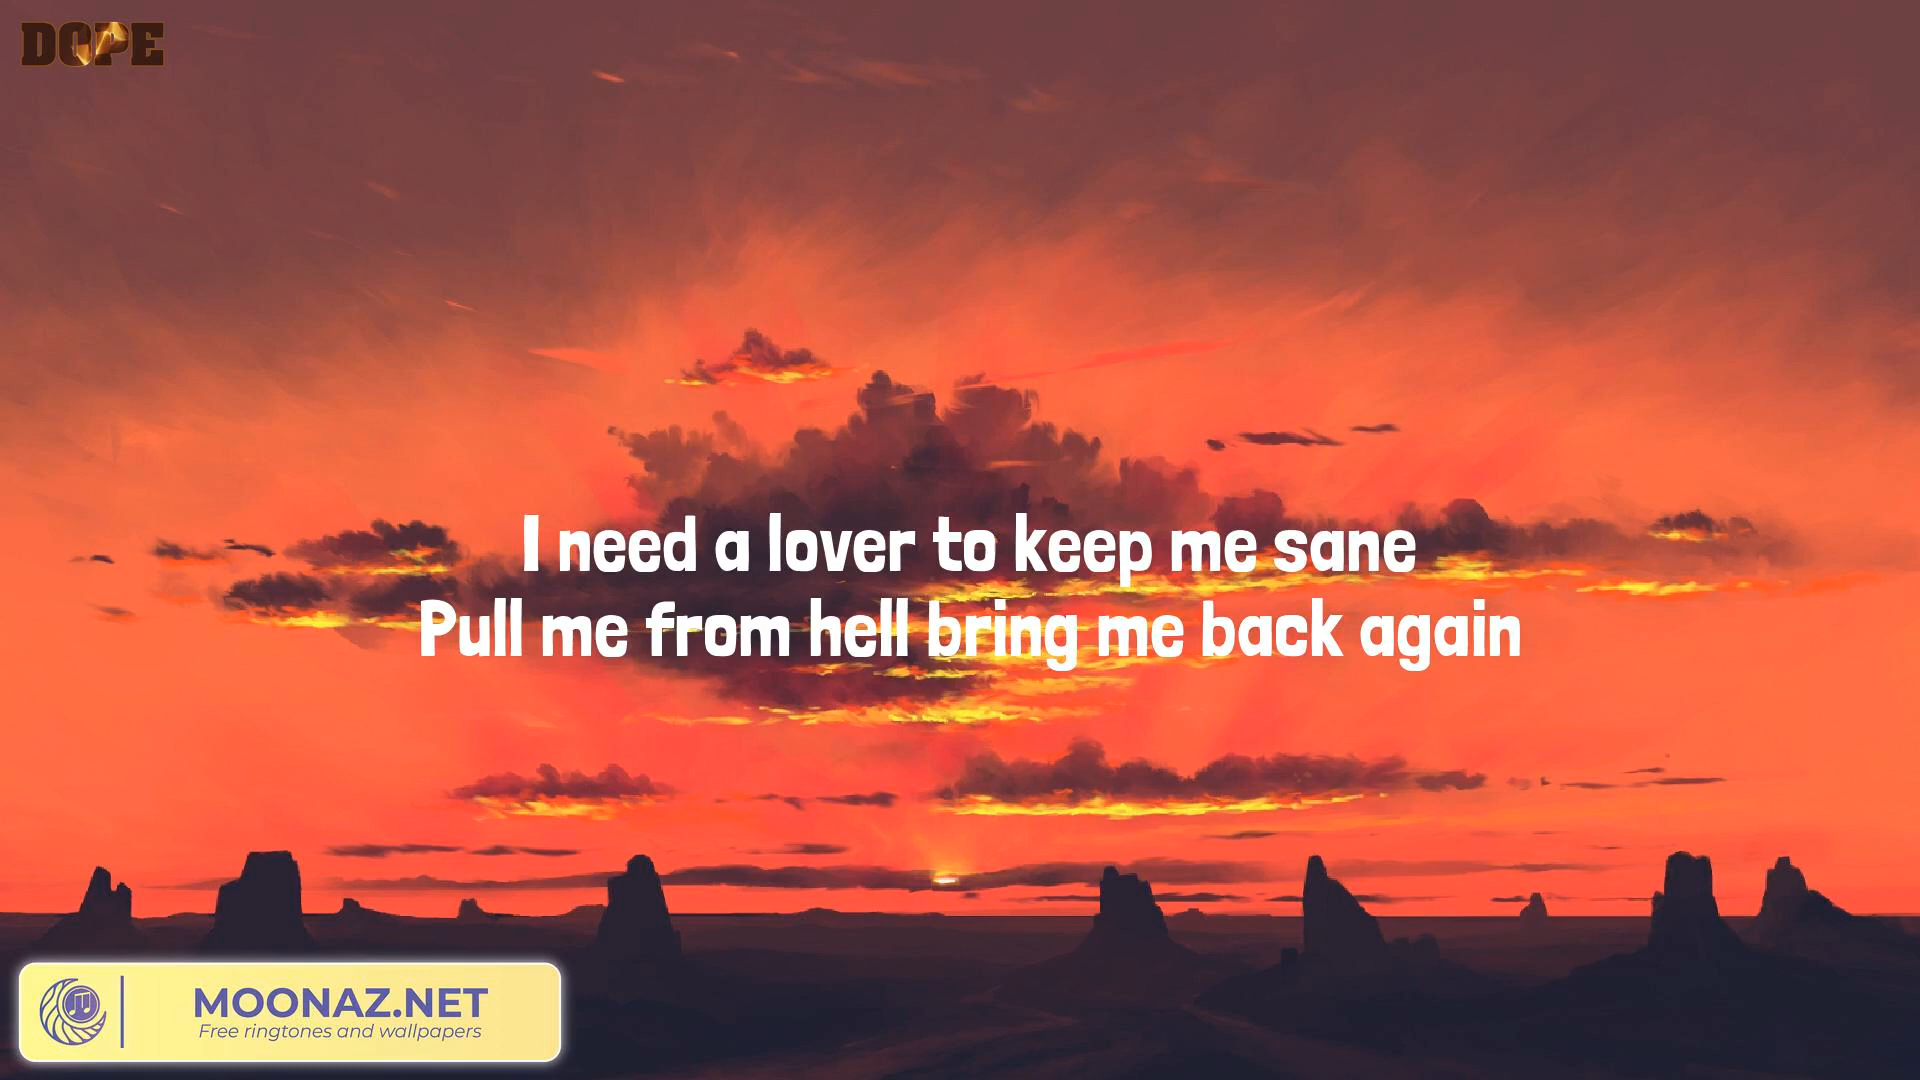 DOPE
I need a lover to keep me sane
Pull me from hell bring me back again
MOONAZ.NET
Free ringtones and wallpapers